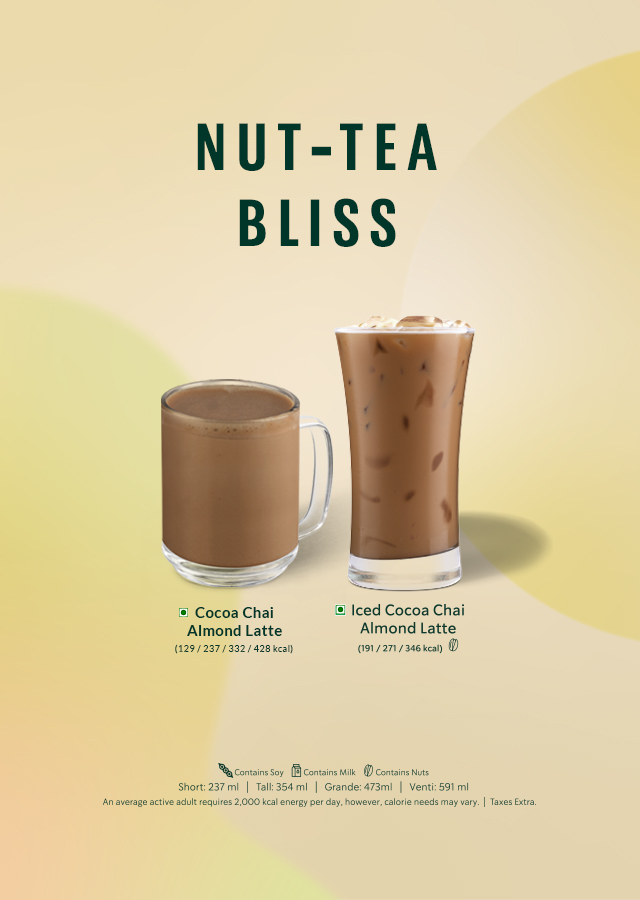 NUT-TEA
BLISS
Cocoa Chai
Almond Latte
(129 / 237 / 332 / 428 kcal)
Iced Cocoa Chai
Almond Latte
(191 / 271 / 346 kcal)
Contains Soy Contains Milk Contains Nuts
Short: 237 ml | Tall: 354 ml | Grande: 473ml | Venti: 591 ml
An average active adult requires 2,000 kcal energy per day, however, calorie needs may vary. | Taxes Extra.